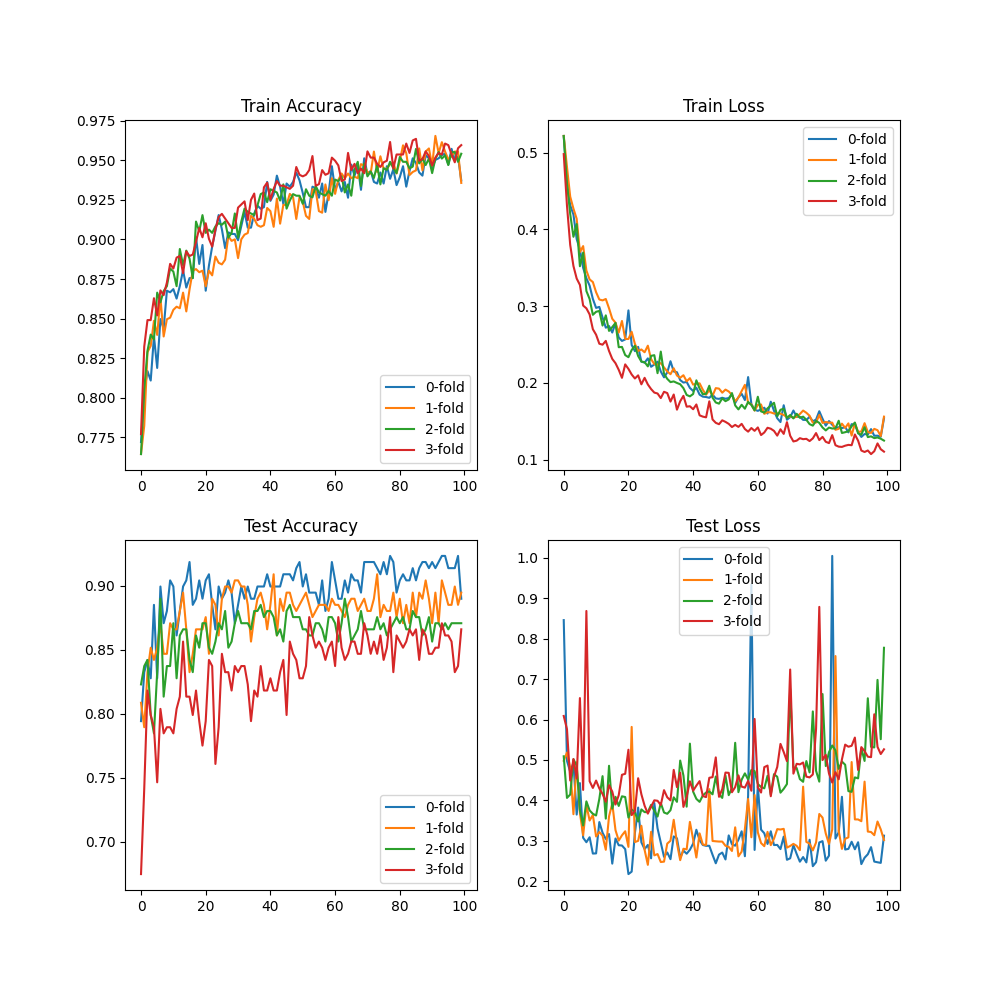 Train Accuracy
0.975
0.950
0.925
0.900
0.875
0.850
0.825
0.800
0.775
0 20 40 60 80 100
0-fold
1-fold
2-fold
3-fold
Train Loss
0.5
0.4
0.3
0.2
0.1
0 20 40 60 80 100
0-fold
1-fold
2-fold
3-fold
Test Accuracy
0.90
0.85
0.80
0.75
0.70
0 20 40 60 80 100
0-fold
1-fold
2-fold
3-fold
Test Loss
1.0
0.9
0.8
0.7
0.6
0.5
0.4
0.3
0.2
0 20 40 60 80 100
0-fold
1-fold
2-fold
3-fold